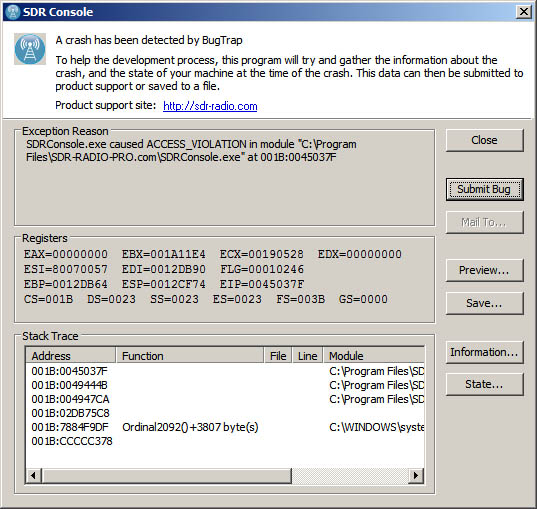 SDR Console
A crash has been detected by BugTrap
To help the development process, this program will try and gather the information about the
crash, and the state of your machine at the time of the crash. This data can then be submitted to
product support or saved to a file.
Product support site: http://sdr-radio.com
Exception Reason
SDRConsole.exe caused ACCESS_VIOLATION in module "C:\Program
Files\SDR-RADIO-PRO.com\SDRConsole.exe" at 001B:0045037F
Close
Submit Bug
Mail To...
Registers
EAX=00000000 EBX=001A11E4 ECX=00190528 EDX=00000000
ESI=80070057 EDI=0012DB90 FLG=00010246
EBP=0012DB64 ESP=0012CF74 EIP=0045037F
CS=001B DS=0023 SS=0023 ES=0023 FS=003B GS=0000
Preview...
Save...
Stack Trace
Address Function File Line Module
001B:0045037F C:\Program Files\SD
001B:0049444B C:\Program Files\SD
001B:004947CA C:\Program Files\SD
001B:02DB75C8
001B:7884F9DF Ordinal2092()+3807 byte(s) C:\WINDOWS\syste
001B:CCCCC378
Information...
State...